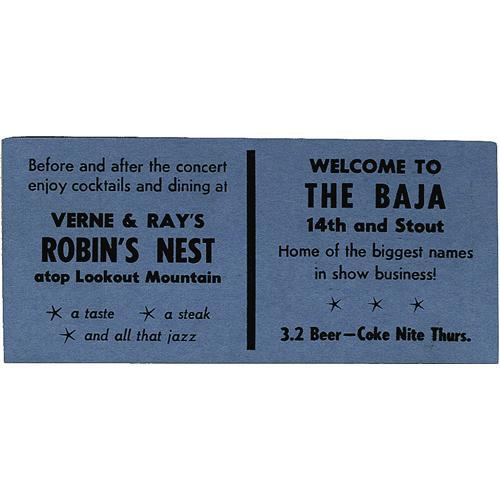 Before and after the concert
enjoy cocktails and dining at
VERNE & RAY'S
ROBIN'S NEST
atop Lookout Mountain
a taste a steak
and all that jazz
WELCOME TO
THE BAJA
14th and Stout
Home of the biggest names
in show business!
3.2 Beer—Coke Nite Thurs.